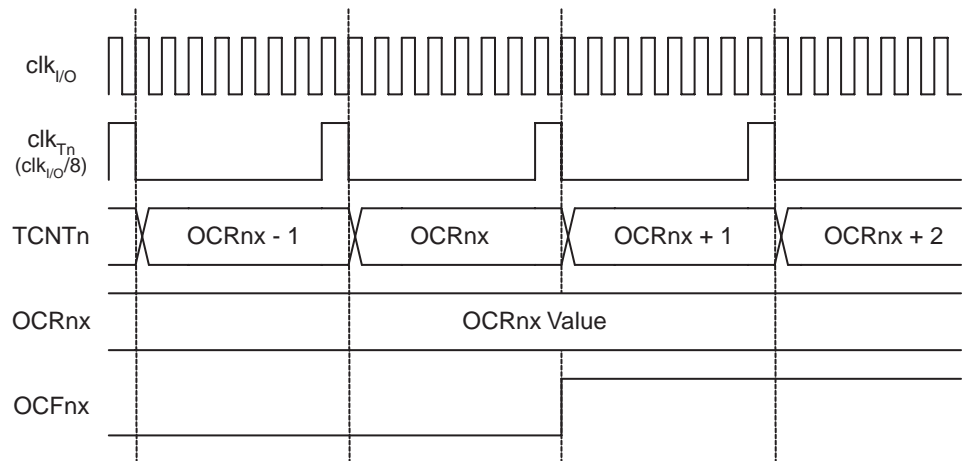 clkI/O
clkTn
(clkI/O/8)
TCNTn OCRnx - 1 OCRnx OCRnx + 1 OCRnx + 2
OCRnx OCRnx Value
OCFnx